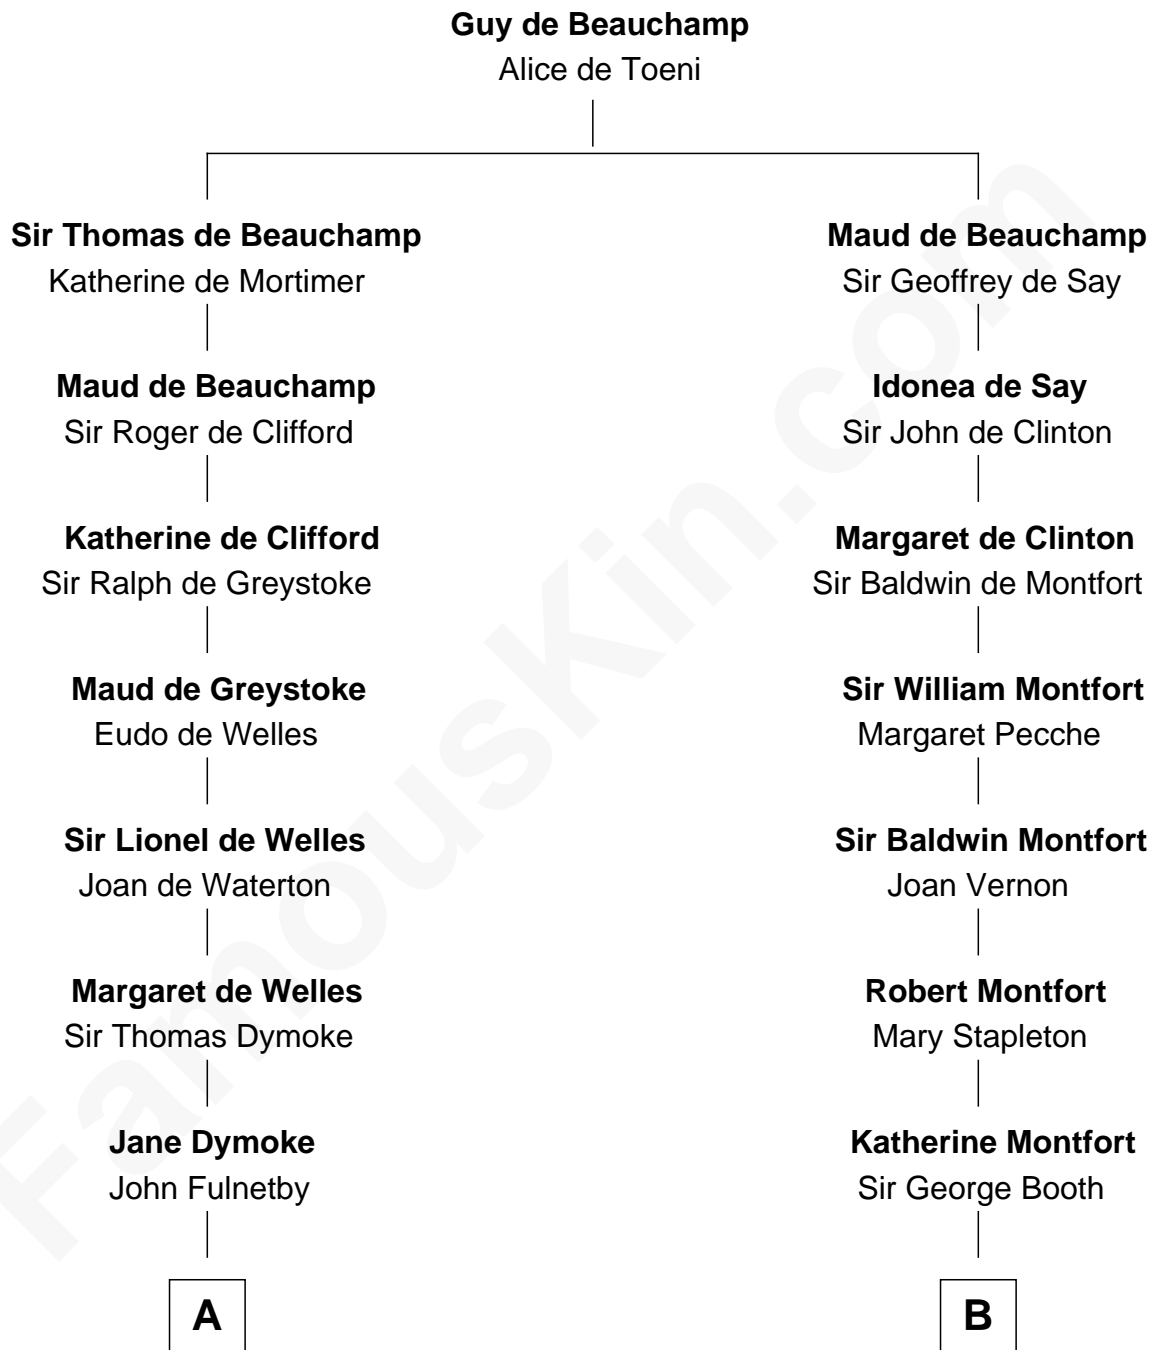 Guy de Beauchamp
Alice de Toeni
Sir Thomas de Beauchamp
Katherine de Mortimer
Maud de Beauchamp
Sir Roger de Clifford
Katherine de Clifford
Sir Ralph de Greystoke
Maud de Greystoke
Eudo de Welles
Sir Lionel de Welles
Joan de Waterton
Margaret de Welles
Sir Thomas Dymoke
Jane Dymoke
John Fulnetby
A
Maud de Beauchamp
Sir Geoffrey de Say
Idonea de Say
Sir John de Clinton
Margaret de Clinton
Sir Baldwin de Montfort
Sir William Montfort
Margaret Pecche
Sir Baldwin Montfort
Joan Vernon
Robert Montfort
Mary Stapleton
Katherine Montfort
Sir George Booth
B
FamousKin.com